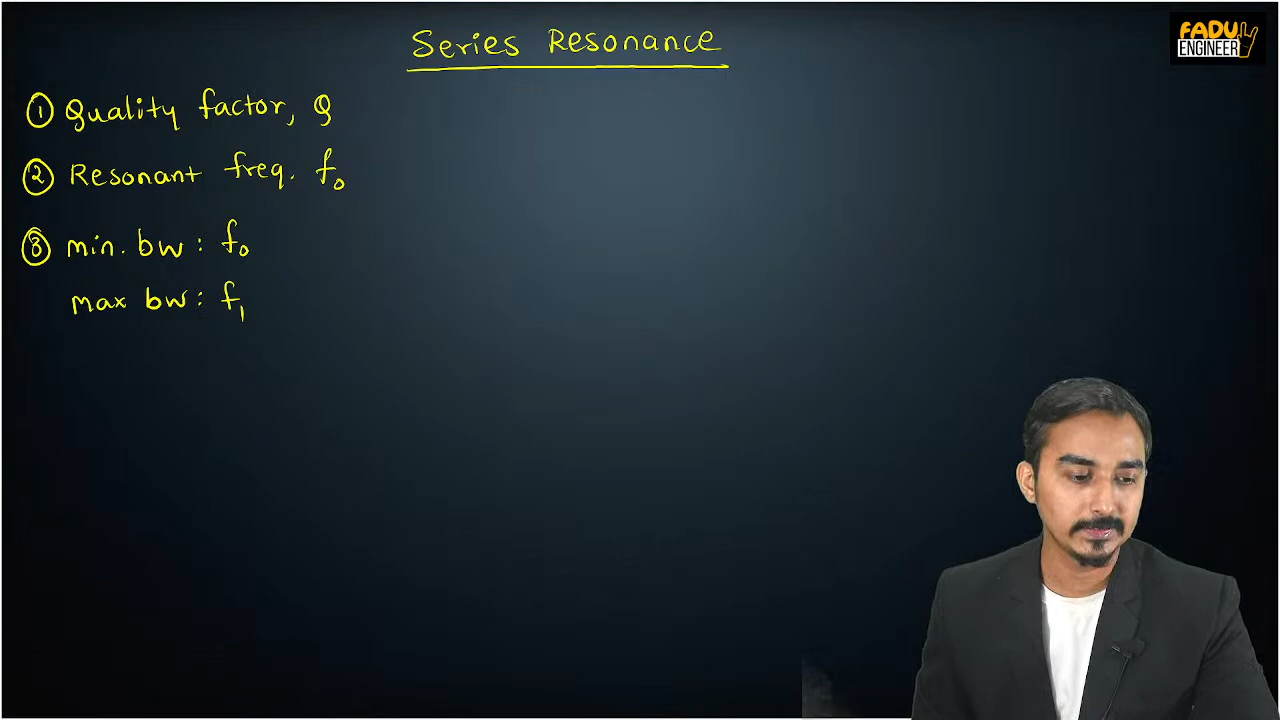 Series Resonance
FADU
ENGINEER
① Quality factor, Q
② Resonant freq. f₀
③ min. bw : f₀
max bw : f₁